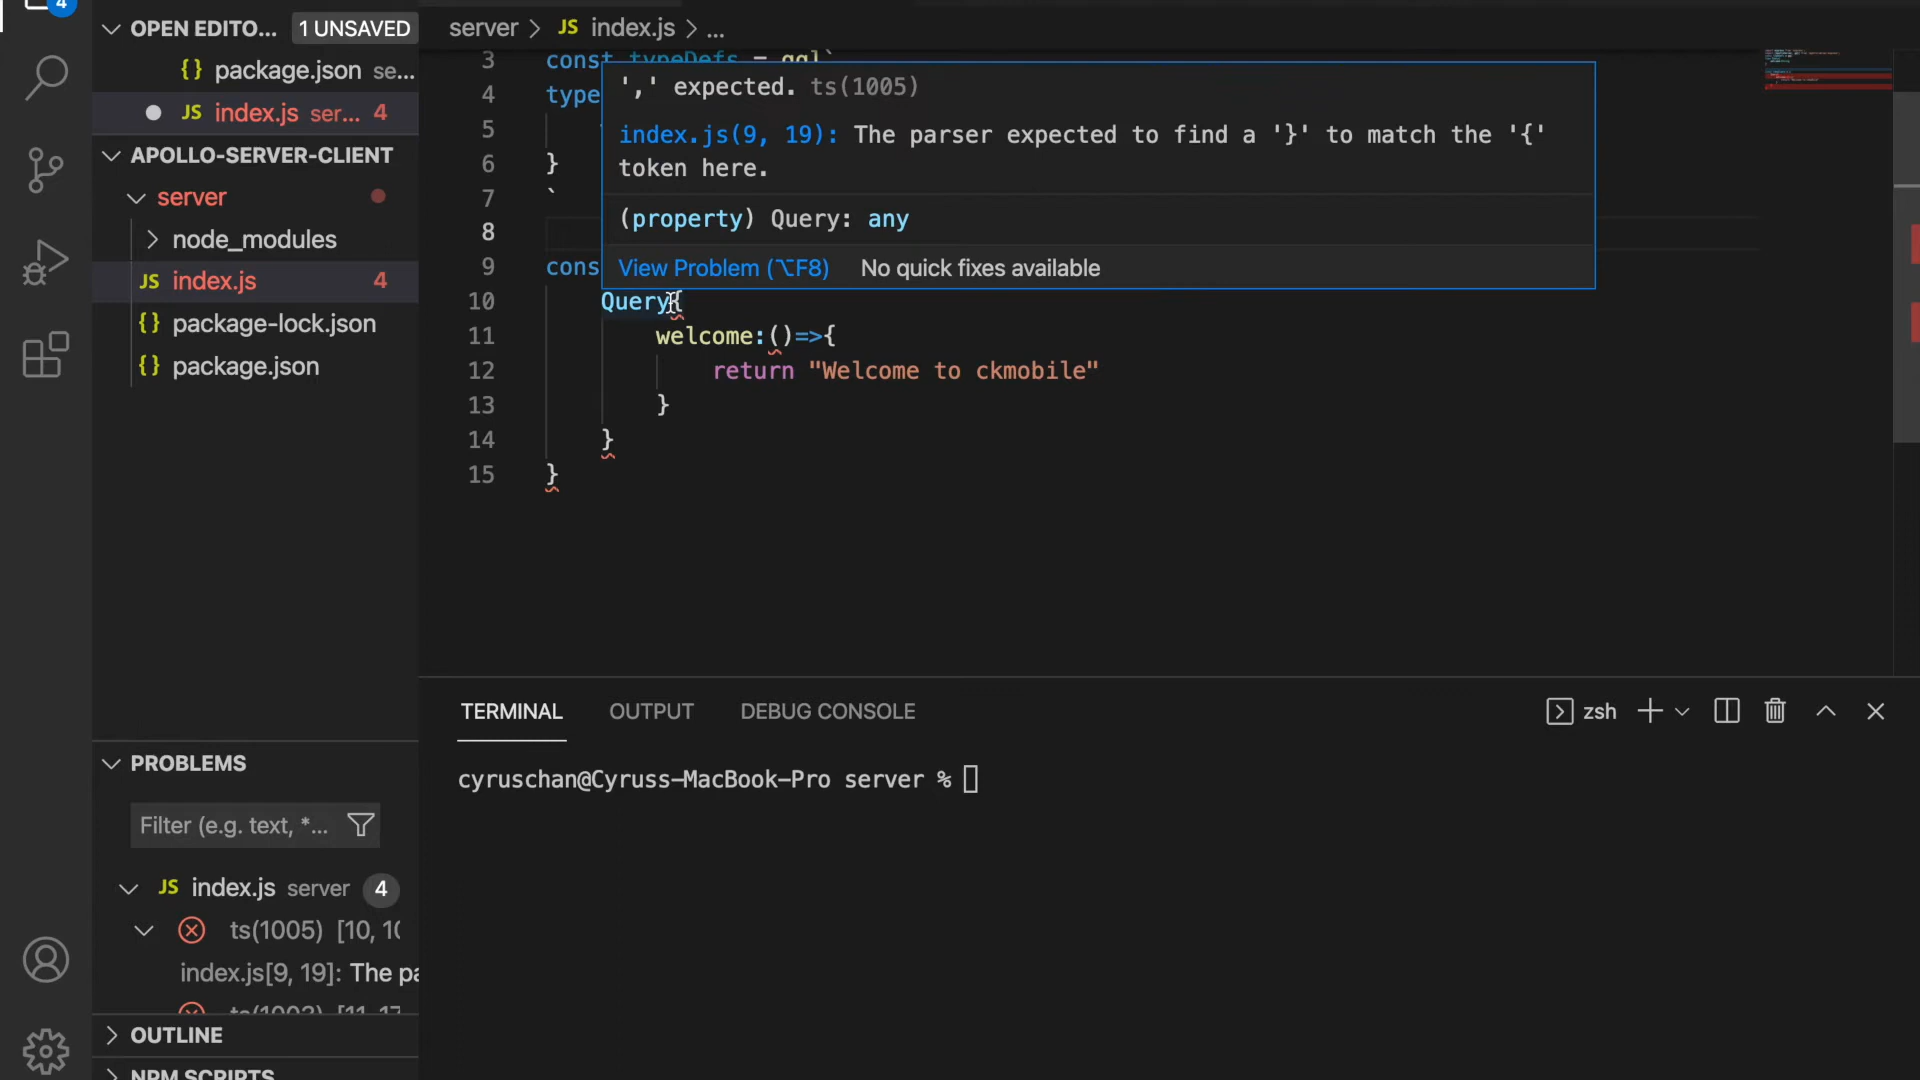 4
OPEN EDITO... 1 UNSAVED
{} package.json se...
JS index.js ser... 4
APOLLO-SERVER-CLIENT
server
node_modules
JS index.js 4
{} package-lock.json
{} package.json
PROBLEMS
Filter (e.g. text, *...
JS index.js server 4
ts(1005) [10, 10
index.js[9, 19]: The pa
OUTLINE
NPM SCRIPTS
server > JS index.js > ...
3 const typeDefs = gql`
4 type
5
6 }
7 `
8
9 cons
10 Query{
11 welcome:()=>{
12 return "Welcome to ckmobile"
13 }
14 }
15 }
',' expected. ts(1005)
index.js(9, 19): The parser expected to find a '}' to match the '{'
token here.
(property) Query: any
View Problem (⌥F8) No quick fixes available
TERMINAL OUTPUT DEBUG CONSOLE zsh
cyruschan@Cyruss-MacBook-Pro server %